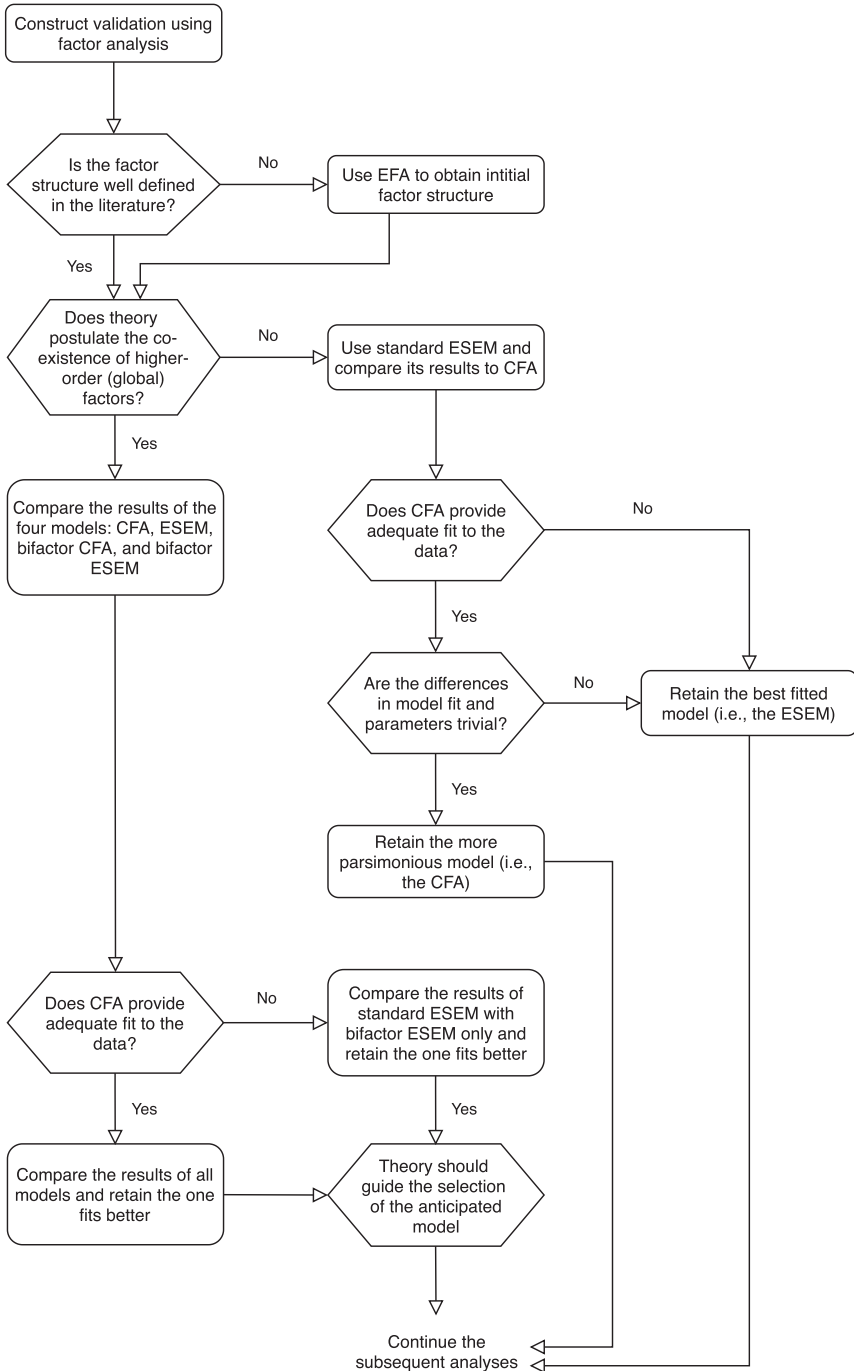 Construct validation using
factor analysis
Is the factor
structure well defined
in the literature?
No
Use EFA to obtain intitial
factor structure
Yes
Does theory
postulate the co-
existence of higher-
order (global)
factors?
No
Use standard ESEM and
compare its results to CFA
Yes
Compare the results of the
four models: CFA, ESEM,
bifactor CFA, and bifactor
ESEM
Does CFA provide
adequate fit to the
data?
No
Yes
Are the differences
in model fit and
parameters trivial?
No
Retain the best fitted
model (i.e., the ESEM)
Yes
Retain the more
parsimonious model (i.e.,
the CFA)
Does CFA provide
adequate fit to the
data?
No
Compare the results of
standard ESEM with
bifactor ESEM only and
retain the one fits better
Yes
Yes
Compare the results of all
models and retain the one
fits better
Theory should
guide the selection
of the anticipated
model
Continue the
subsequent analyses